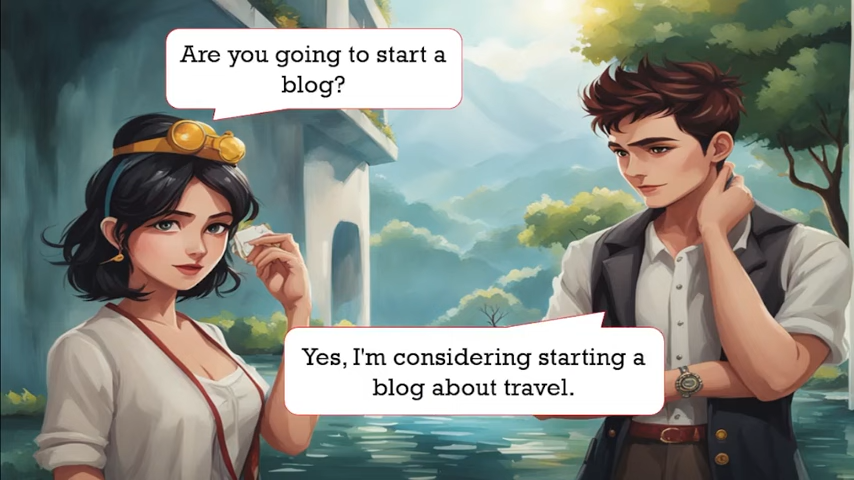 Are you going to start a
blog?
Yes, I'm considering starting a
blog about travel.